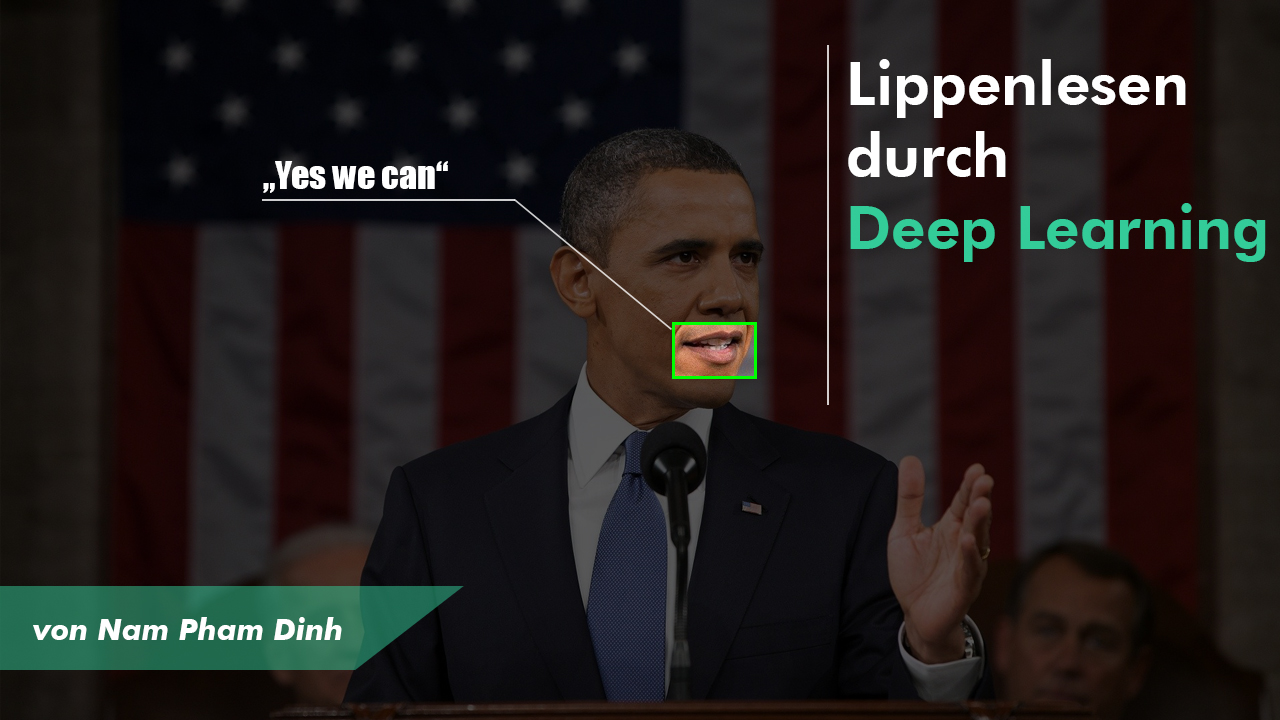 „Yes we can“
Lippenlesen
durch
Deep Learning
von Nam Pham Dinh